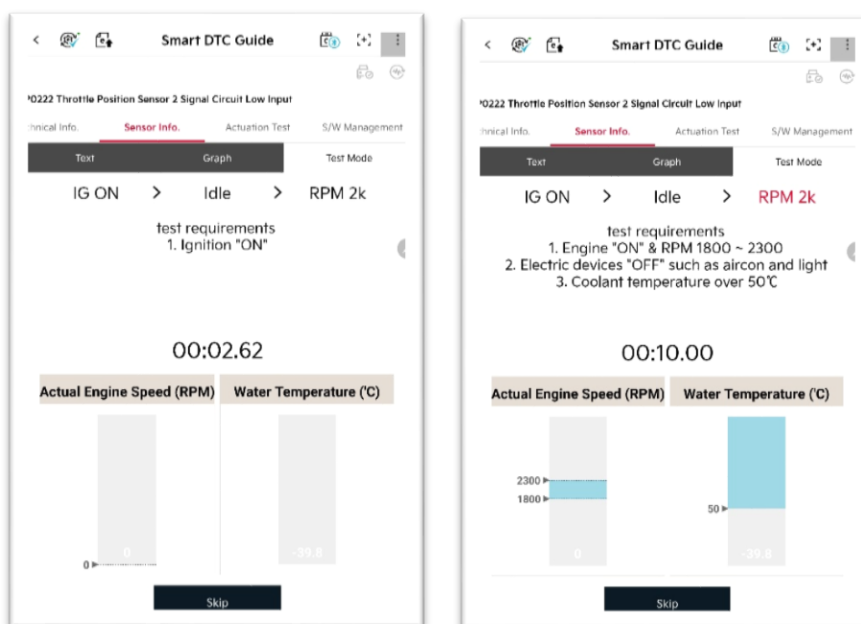 Smart DTC Guide
P0222 Throttle Position Sensor 2 Signal Circuit Low Input
hnical Info. Sensor Info. Actuation Test S/W Management
Text Graph Test Mode
IG ON > Idle > RPM 2k
test requirements
1. Ignition "ON"
00:02.62
Actual Engine Speed (RPM) Water Temperature (℃)
0 -39.8
0
Skip
Smart DTC Guide
P0222 Throttle Position Sensor 2 Signal Circuit Low Input
hnical Info. Sensor Info. Actuation Test S/W Management
Text Graph Test Mode
IG ON > Idle > RPM 2k
test requirements
1. Engine "ON" & RPM 1800 ~ 2300
2. Electric devices "OFF" such as aircon and light
3. Coolant temperature over 50℃
00:10.00
Actual Engine Speed (RPM) Water Temperature (℃)
2300
1800
50
0 -39.8
Skip